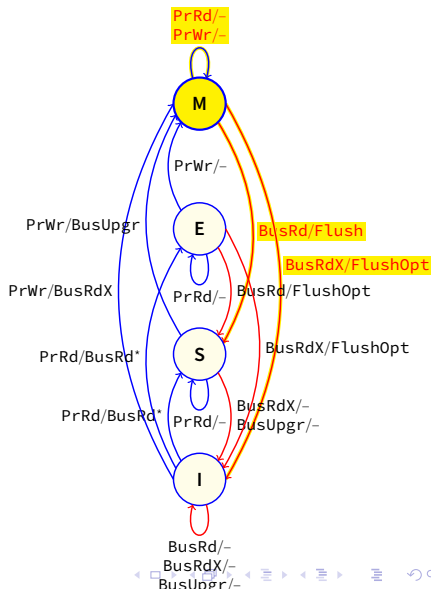 PrRd/–
PrWr/–
M
PrWr/–
E
PrWr/BusUpgr
BusRd/Flush
BusRdX/FlushOpt
PrWr/BusRdX
PrRd/–
BusRd/FlushOpt
PrRd/BusRd*
S
BusRdX/FlushOpt
PrRd/BusRd*
PrRd/–
BusRdX/–
BusUpgr/–
I
BusRd/–
BusRdX/–
BusUpgr/–